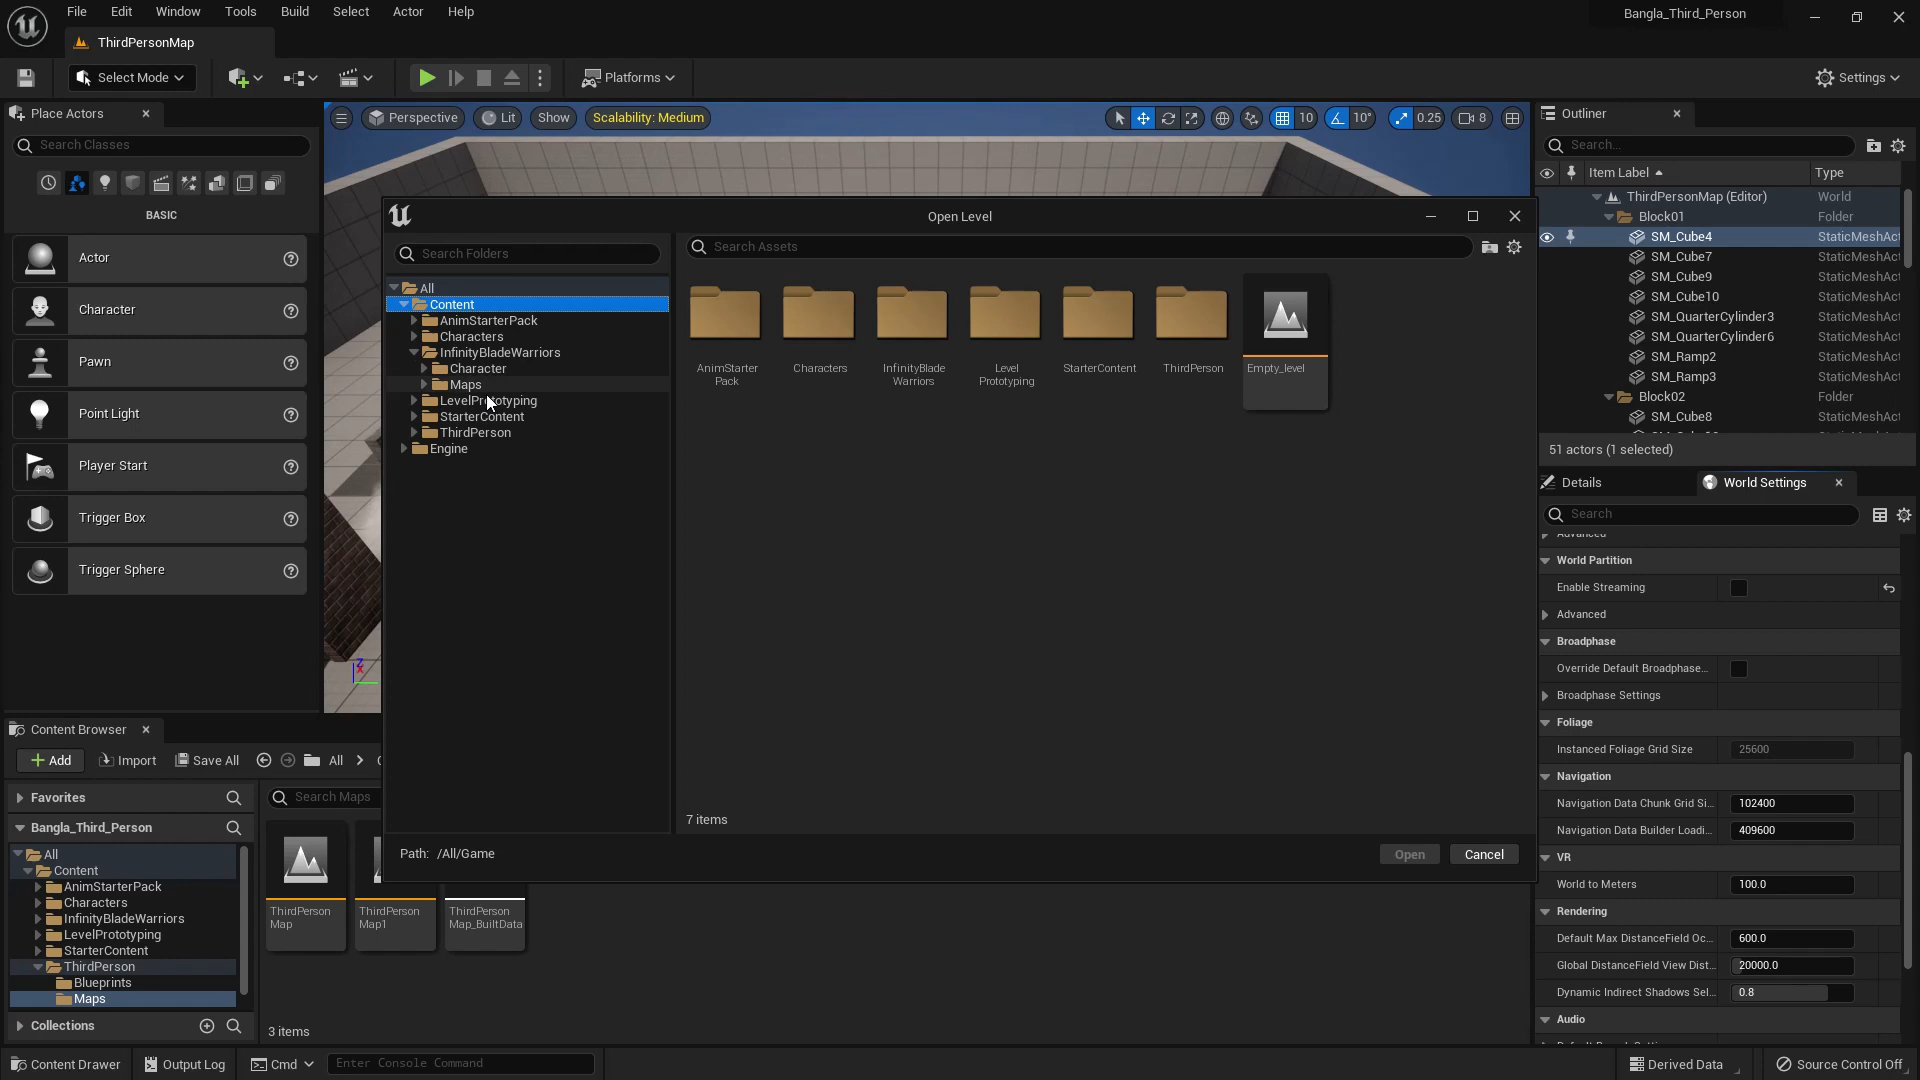 File Edit Window Tools Build Select Actor Help
Bangla_Third_Person
ThirdPersonMap
Select Mode
Platforms
Settings
Place Actors
Search Classes
BASIC
Actor
Character
Pawn
Point Light
Player Start
Trigger Box
Trigger Sphere
Perspective Lit Show Scalability: Medium
10 10° 0.25 8
Open Level
Search Folders
All
Content
AnimStarterPack
Characters
InfinityBladeWarriors
Character
Maps
LevelPrototyping
StarterContent
ThirdPerson
Engine
Search Assets
AnimStarter
Pack
Characters
InfinityBlade
Warriors
Level
Prototyping
StarterContent
ThirdPerson
Empty_level
7 items
Path: /All/Game
Open
Cancel
Outliner
Search...
Item Label Type
ThirdPersonMap (Editor) World
Block01 Folder
SM_Cube4 StaticMeshAct
SM_Cube7 StaticMeshAct
SM_Cube9 StaticMeshAct
SM_Cube10 StaticMeshAct
SM_QuarterCylinder3 StaticMeshAct
SM_QuarterCylinder6 StaticMeshAct
SM_Ramp2 StaticMeshAct
SM_Ramp3 StaticMeshAct
Block02 Folder
SM_Cube8 StaticMeshAct
51 actors (1 selected)
Details
World Settings
Search
Advanced
World Partition
Enable Streaming
Advanced
Broadphase
Override Default Broadphase...
Broadphase Settings
Foliage
Instanced Foliage Grid Size 25600
Navigation
Navigation Data Chunk Grid Si... 102400
Navigation Data Builder Loadi... 409600
VR
World to Meters 100.0
Rendering
Default Max DistanceField Oc... 600.0
Global DistanceField View Dist... 20000.0
Dynamic Indirect Shadows Sel... 0.8
Audio
Content Browser
Add Import Save All All
Favorites
Bangla_Third_Person
All
Content
AnimStarterPack
Characters
InfinityBladeWarriors
LevelPrototyping
StarterContent
ThirdPerson
Blueprints
Maps
Collections
Search Maps
ThirdPerson
Map
ThirdPerson
Map1
ThirdPerson
Map_BuiltData
3 items
Content Drawer Output Log Cmd Enter Console Command
Derived Data Source Control Off